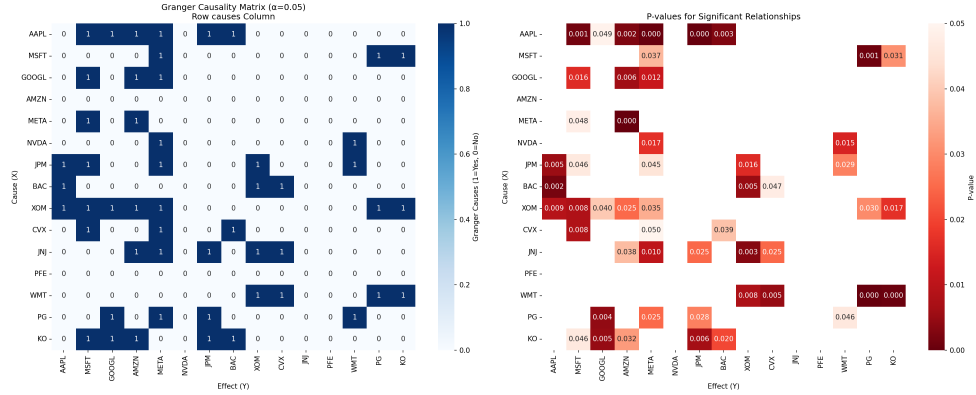 Granger Causality Matrix (α=0.05)
Row causes Column
AAPL 0 1 1 1 1 0 1 1 0 0 0 0 0 0 0
MSFT 0 0 0 0 1 0 0 0 0 0 0 0 0 1 1
GOOGL 0 1 0 1 1 0 0 0 0 0 0 0 0 0 0
AMZN 0 0 0 0 0 0 0 0 0 0 0 0 0 0 0
META 0 1 0 1 0 0 0 0 0 0 0 0 0 0 0
NVDA 0 0 0 0 1 0 0 0 0 0 0 0 1 0 0
JPM 1 1 0 0 1 0 0 0 1 0 0 0 1 0 0
BAC 1 0 0 0 0 0 0 0 1 1 0 0 0 0 0
XOM 1 1 1 1 1 0 0 0 0 0 0 0 0 1 1
CVX 0 1 0 0 1 0 0 1 0 0 0 0 0 0 0
JNJ 0 0 0 1 1 0 1 0 1 1 0 0 0 0 0
PFE 0 0 0 0 0 0 0 0 0 0 0 0 0 0 0
WMT 0 0 0 0 0 0 0 0 1 1 0 0 0 1 1
PG 0 0 1 0 1 0 1 0 0 0 0 0 1 0 0
KO 0 1 1 1 1 0 1 1 0 0 0 0 0 0 0
AAPL MSFT GOOGL AMZN META NVDA JPM BAC XOM CVX JNJ PFE WMT PG KO
Cause (X)
Effect (Y)
1.0
0.8
0.6
0.4
0.2
0.0
Granger Causes (1=Yes, 0=No)
P-values for Significant Relationships
AAPL 0.001 0.049 0.002 0.000 0.000 0.003
MSFT 0.037 0.001 0.031
GOOGL 0.016 0.006 0.012
AMZN
META 0.048 0.000
NVDA 0.017 0.015
JPM 0.005 0.046 0.045 0.016 0.029
BAC 0.002 0.005 0.047
XOM 0.009 0.008 0.040 0.025 0.035 0.030 0.017
CVX 0.008 0.050 0.039
JNJ 0.038 0.010 0.025 0.003 0.025
PFE
WMT 0.008 0.005 0.000 0.000
PG 0.004 0.025 0.028 0.046
KO 0.046 0.005 0.032 0.006 0.020
AAPL MSFT GOOGL AMZN META NVDA JPM BAC XOM CVX JNJ PFE WMT PG KO
Cause (X)
Effect (Y)
0.05
0.04
0.03
0.02
0.01
0.00
P-value